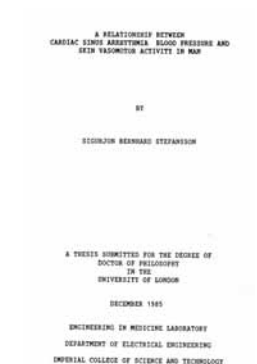 A RELATIONSHIP BETWEEN
CARDIAC SINUS ARRHYTHMIA BLOOD PRESSURE AND
SKIN VASOMOTOR ACTIVITY IN MAN
BY
SIGURJON BERNHARD STEFANSSON
A THESIS SUBMITTED FOR THE DEGREE OF
DOCTOR OF PHILOSOPHY
IN THE
UNIVERSITY OF LONDON
DECEMBER 1985
ENGINEERING IN MEDICINE LABORATORY
DEPARTMENT OF ELECTRICAL ENGINEERING
IMPERIAL COLLEGE OF SCIENCE AND TECHNOLOGY